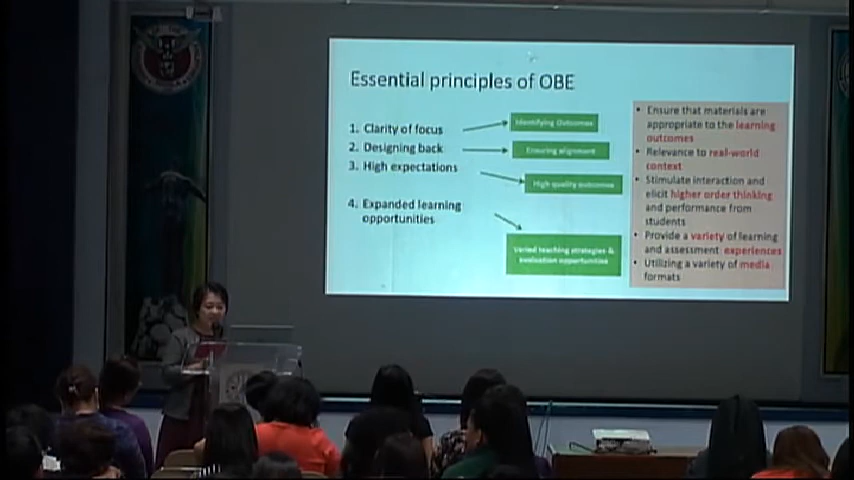 Essential principles of OBE
1. Clarity of focus
2. Designing back
3. High expectations
4. Expanded learning
opportunities
Identifying Outcomes
Ensuring alignment
High quality outcomes
Varied teaching strategies &
evaluation opportunities
• Ensure that materials are
appropriate to the learning
outcomes
• Relevance to real-world
context
• Stimulate interaction and
elicit higher order thinking
and performance from
students
• Provide a variety of learning
and assessment experiences
• Utilizing a variety of media
formats